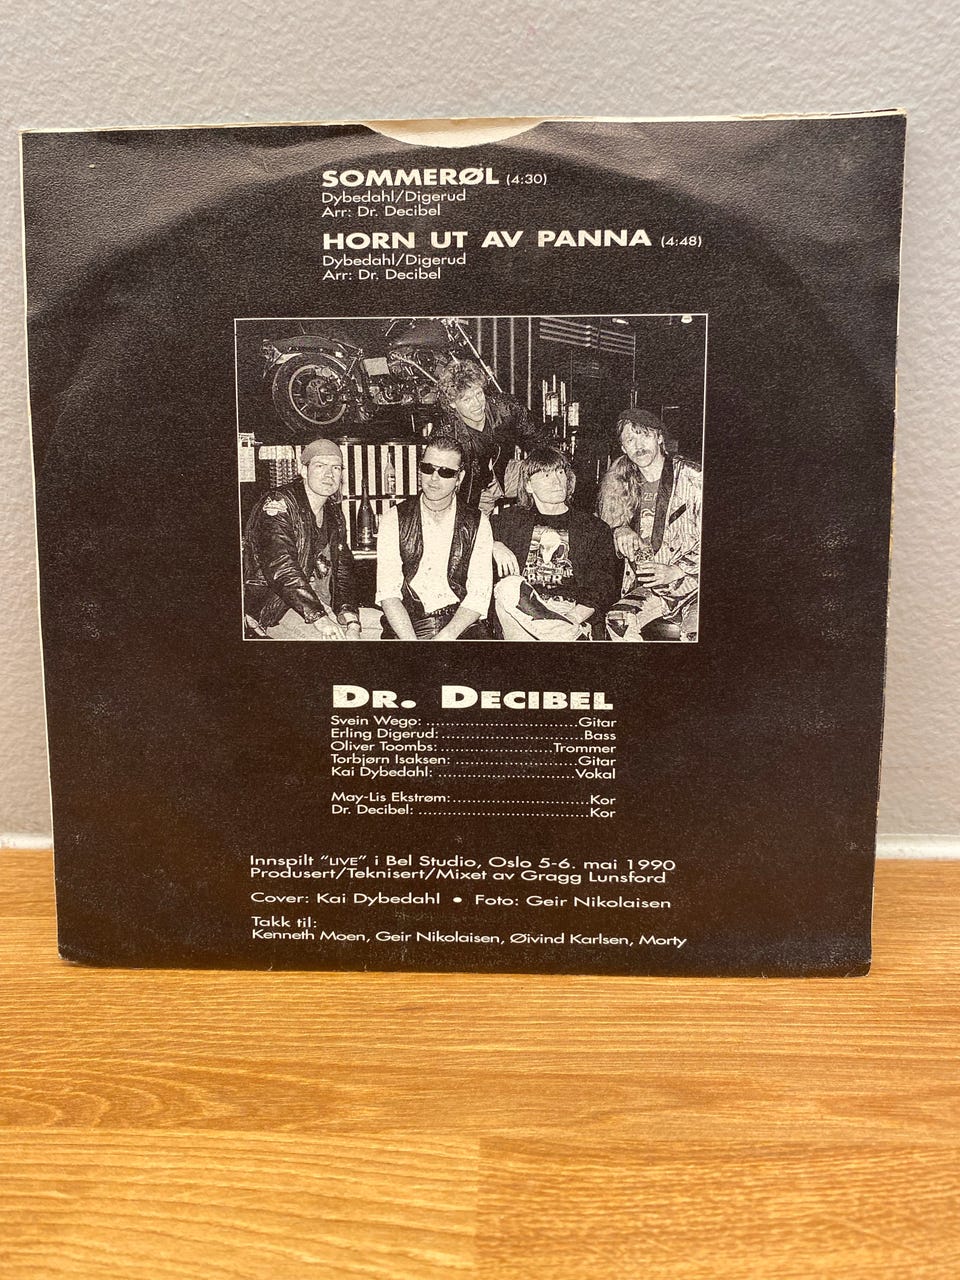 SOMMERØL (4:30)
Dybedahl/Digerud
Arr: Dr. Decibel
HORN UT AV PANNA (4:48)
Dybedahl/Digerud
Arr: Dr. Decibel
BEER
DR. DECIBEL
Svein Wego: ..............................Gitar
Erling Digerud: ............................Bass
Oliver Toombs: ......................Trommer
Torbjørn Isaksen: ........................Gitar
Kai Dybedahl: ...........................Vokal
May-Lis Ekstrøm: ...........................Kor
Dr. Decibel: ..................................Kor
Innspilt "LIVE" i Bel Studio, Oslo 5-6. mai 1990
Produsert/Teknisert/Mixet av Gragg Lunsford
Cover: Kai Dybedahl • Foto: Geir Nikolaisen
Takk til:
Kenneth Moen, Geir Nikolaisen, Øivind Karlsen, Morty